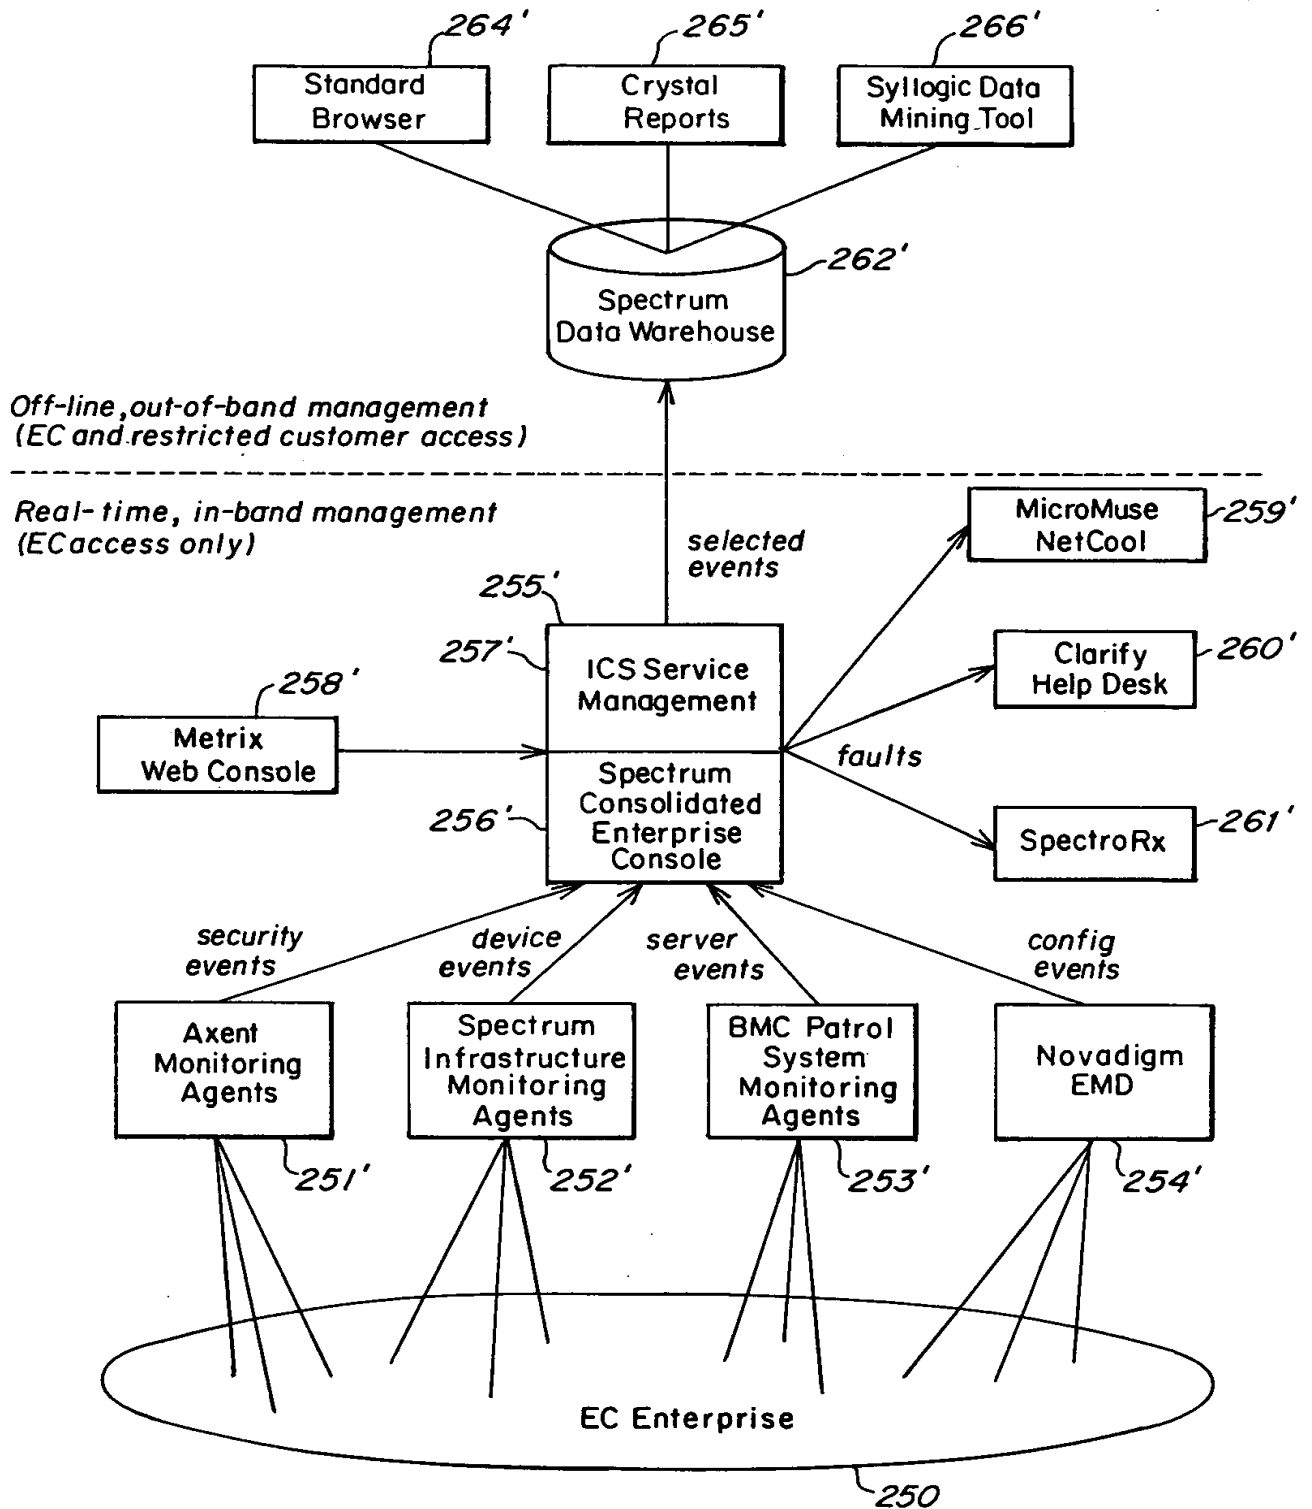 264'
265'
266'
Standard
Browser
Crystal
Reports
Syllogic Data
Mining Tool
262'
Spectrum
Data Warehouse
Off-line, out-of-band management
(EC and restricted customer access)
Real-time, in-band management
(EC access only)
selected
events
MicroMuse
NetCool
259'
255'
257'
ICS Service
Management
Clarify
Help Desk
260'
258'
Metrix
Web Console
faults
Spectrum
Consolidated
Enterprise
Console
256'
SpectroRx
261'
security
events
device
events
server
events
config
events
Axent
Monitoring
Agents
Spectrum
Infrastructure
Monitoring
Agents
BMC Patrol
System
Monitoring
Agents
Novadigm
EMD
251'
252'
253'
254'
EC Enterprise
250